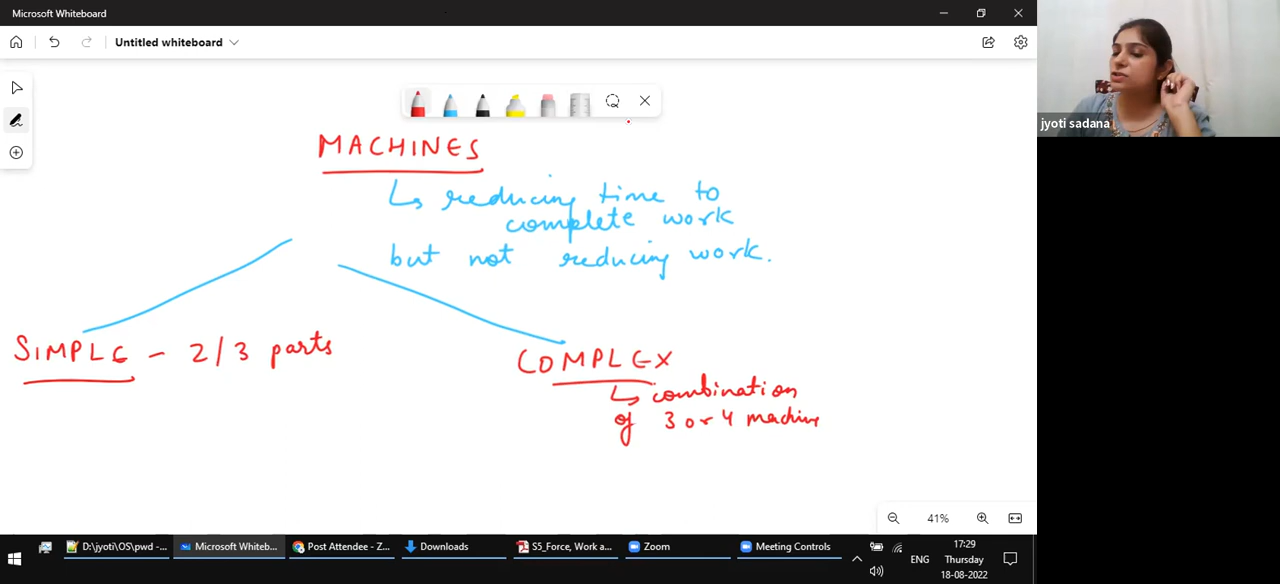 Microsoft Whiteboard
Untitled whiteboard
jyoti sadana
MACHINES
↳ reducing time to
complete work
but not reducing work.
SIMPLE - 2/3 parts
COMPLEX
↳ combination
of 3 or 4 machine
41%
D:\jyoti\OS\pwd -...
Microsoft Whiteb...
Post Attendee - Z...
Downloads
S5_Force, Work a...
Zoom
Meeting Controls
ENG
17:29
Thursday
18-08-2022